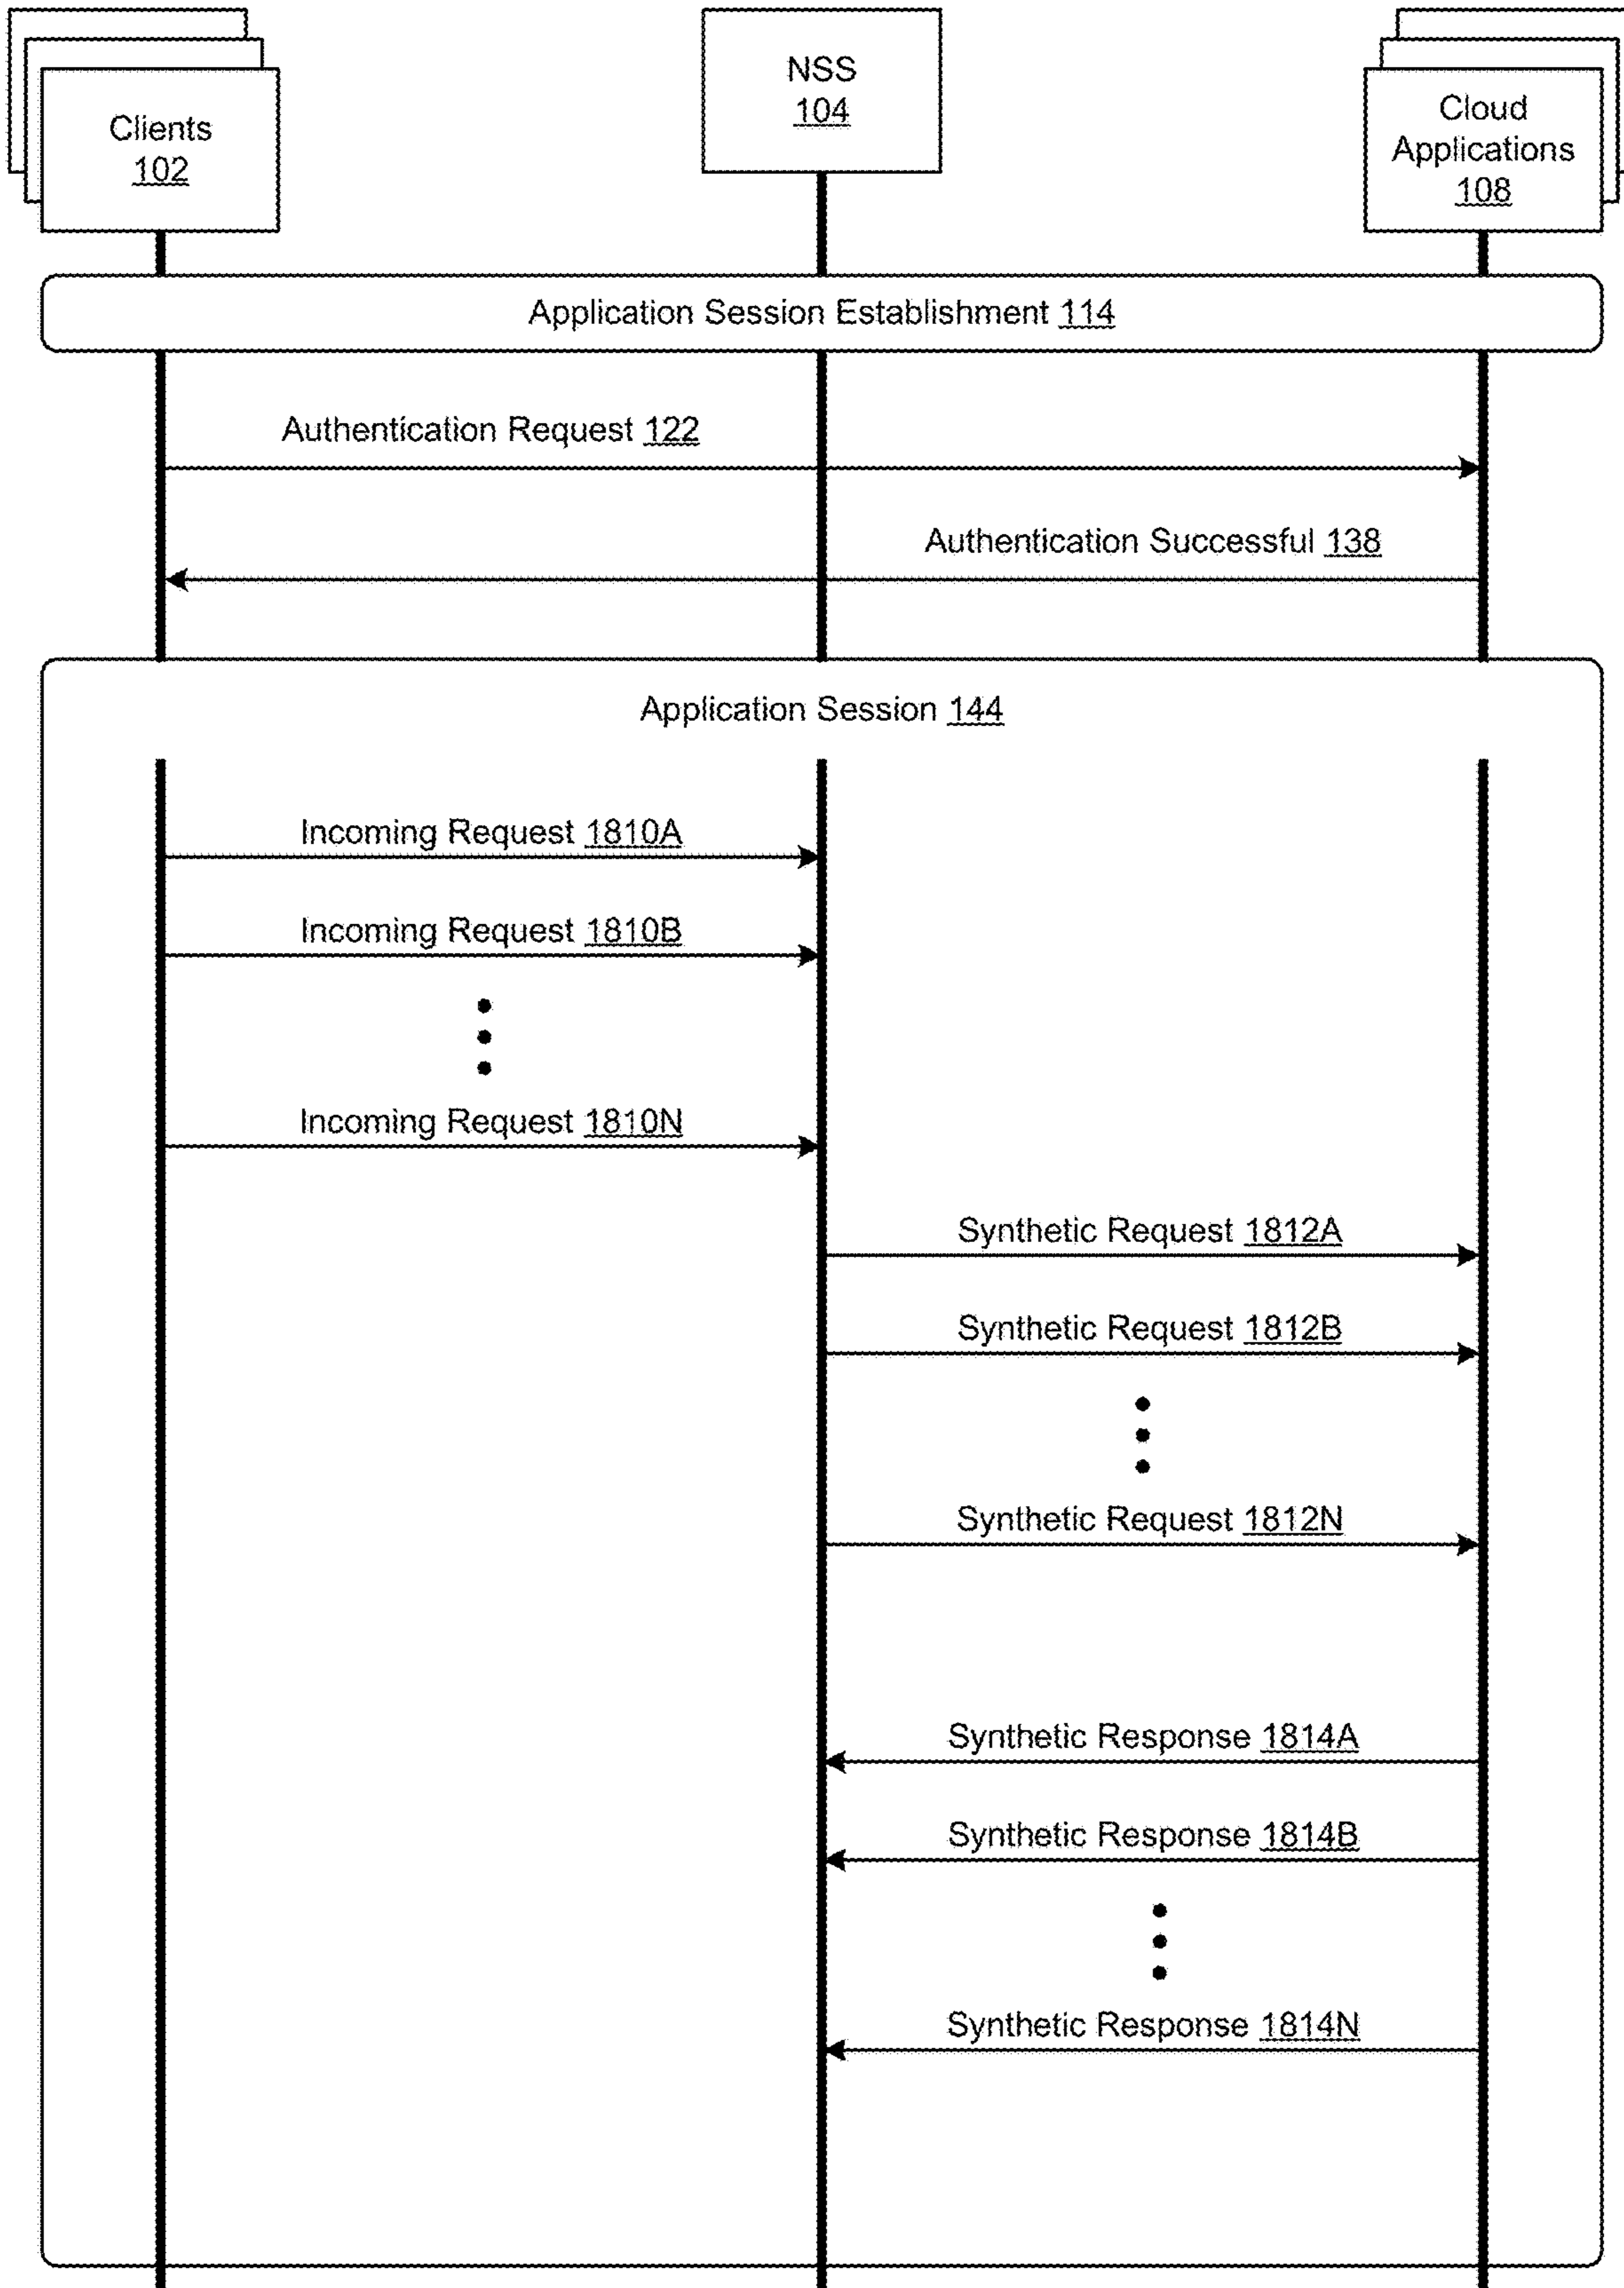 Clients
102
NSS
104
Cloud
Applications
108
Application Session Establishment 114
Authentication Request 122
Authentication Successful 138
Application Session 144
Incoming Request 1810A
Incoming Request 1810B
Incoming Request 1810N
Synthetic Request 1812A
Synthetic Request 1812B
Synthetic Request 1812N
Synthetic Response 1814A
Synthetic Response 1814B
Synthetic Response 1814N